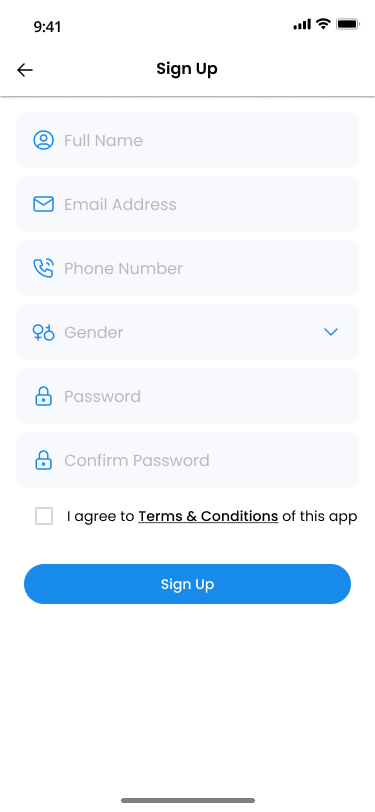 9:41
Sign Up
Full Name
Email Address
Phone Number
Gender
Password
Confirm Password
I agree to Terms & Conditions of this app
Sign Up